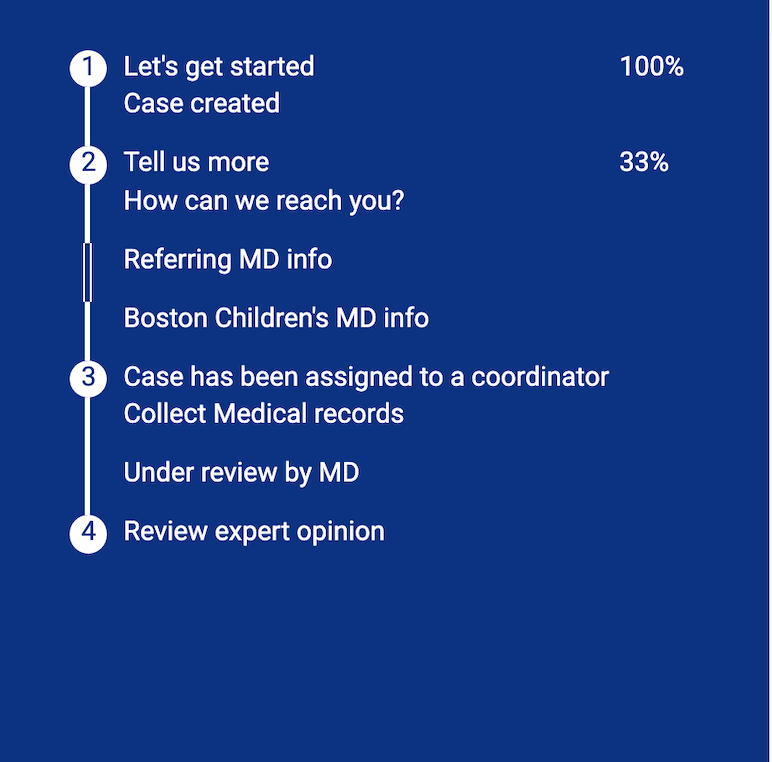 1 Let's get started 100%
Case created
2 Tell us more 33%
How can we reach you?
Referring MD info
Boston Children's MD info
3 Case has been assigned to a coordinator
Collect Medical records
Under review by MD
4 Review expert opinion